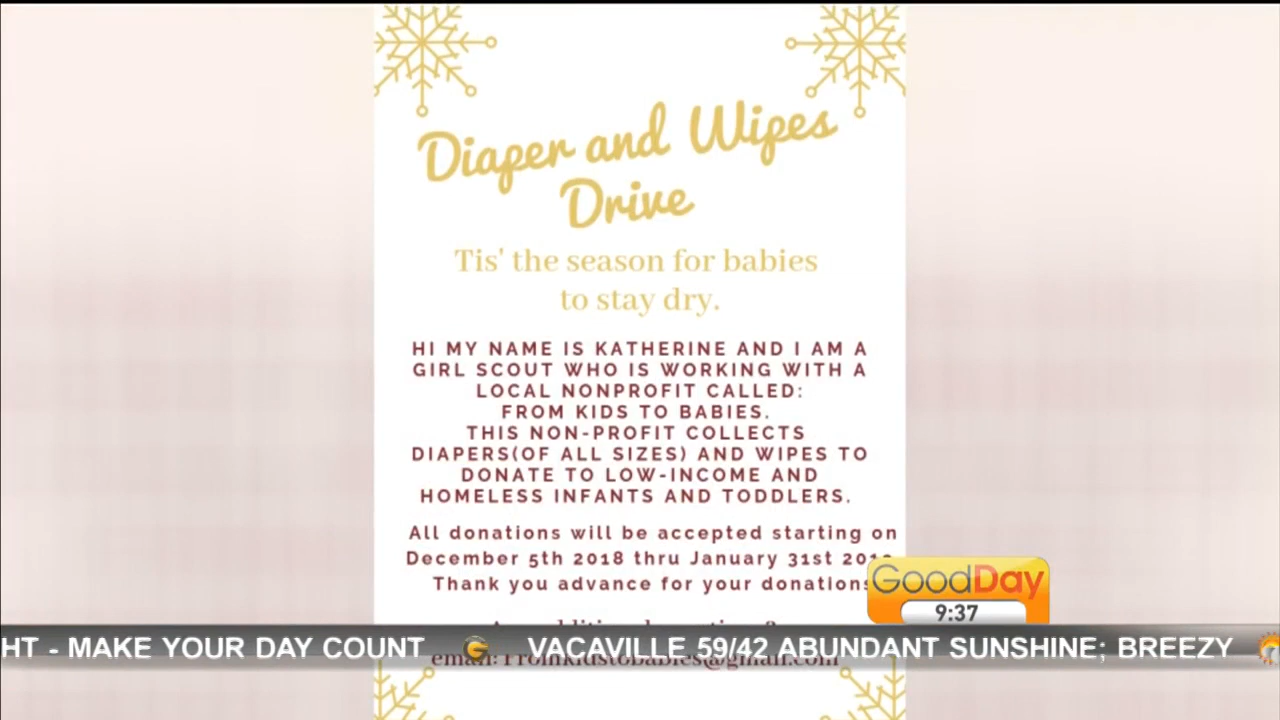 Diaper and Wipes
Drive
Tis' the season for babies
to stay dry.
HI MY NAME IS KATHERINE AND I AM A
GIRL SCOUT WHO IS WORKING WITH A
LOCAL NONPROFIT CALLED:
FROM KIDS TO BABIES.
THIS NON-PROFIT COLLECTS
DIAPERS(OF ALL SIZES) AND WIPES TO
DONATE TO LOW-INCOME AND
HOMELESS INFANTS AND TODDLERS.
All donations will be accepted starting on
December 5th 2018 thru January 31st
Thank you advance for your donations
GoodDay
9:37
HT - MAKE YOUR DAY COUNT VACAVILLE 59/42 ABUNDANT SUNSHINE; BREEZY
email: Fromkidstobabies@gmail.com